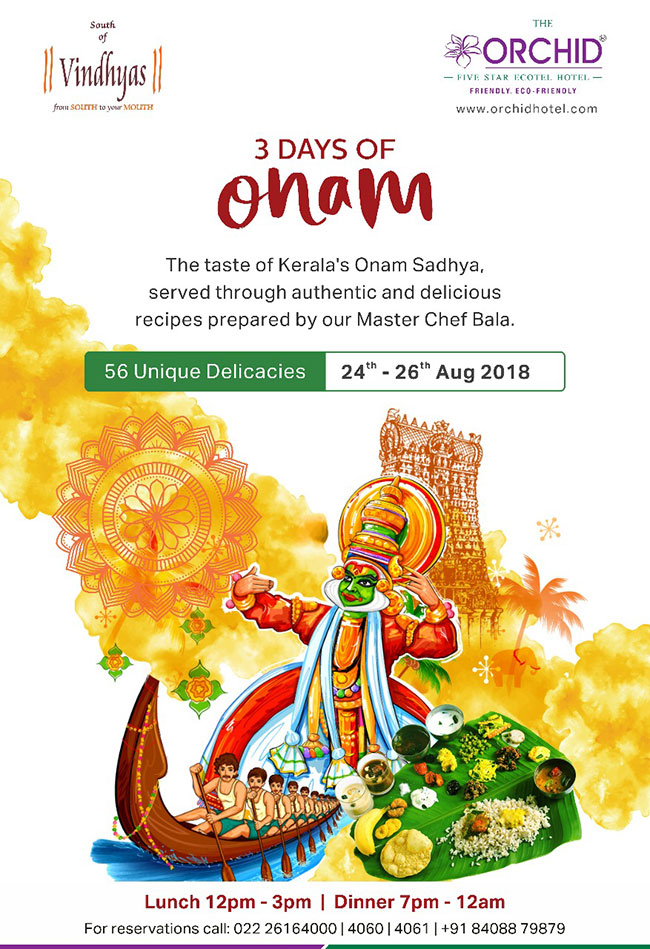 South
of
Vindhyas
from SOUTH to your MOUTH
THE
ORCHID®
FIVE STAR ECOTEL HOTEL
FRIENDLY. ECO-FRIENDLY
www.orchidhotel.com
3 DAYS OF
onam
The taste of Kerala's Onam Sadhya,
served through authentic and delicious
recipes prepared by our Master Chef Bala.
56 Unique Delicacies
24th - 26th Aug 2018
Lunch 12pm - 3pm | Dinner 7pm - 12am
For reservations call: 022 26164000 | 4060 | 4061 | +91 84088 79879